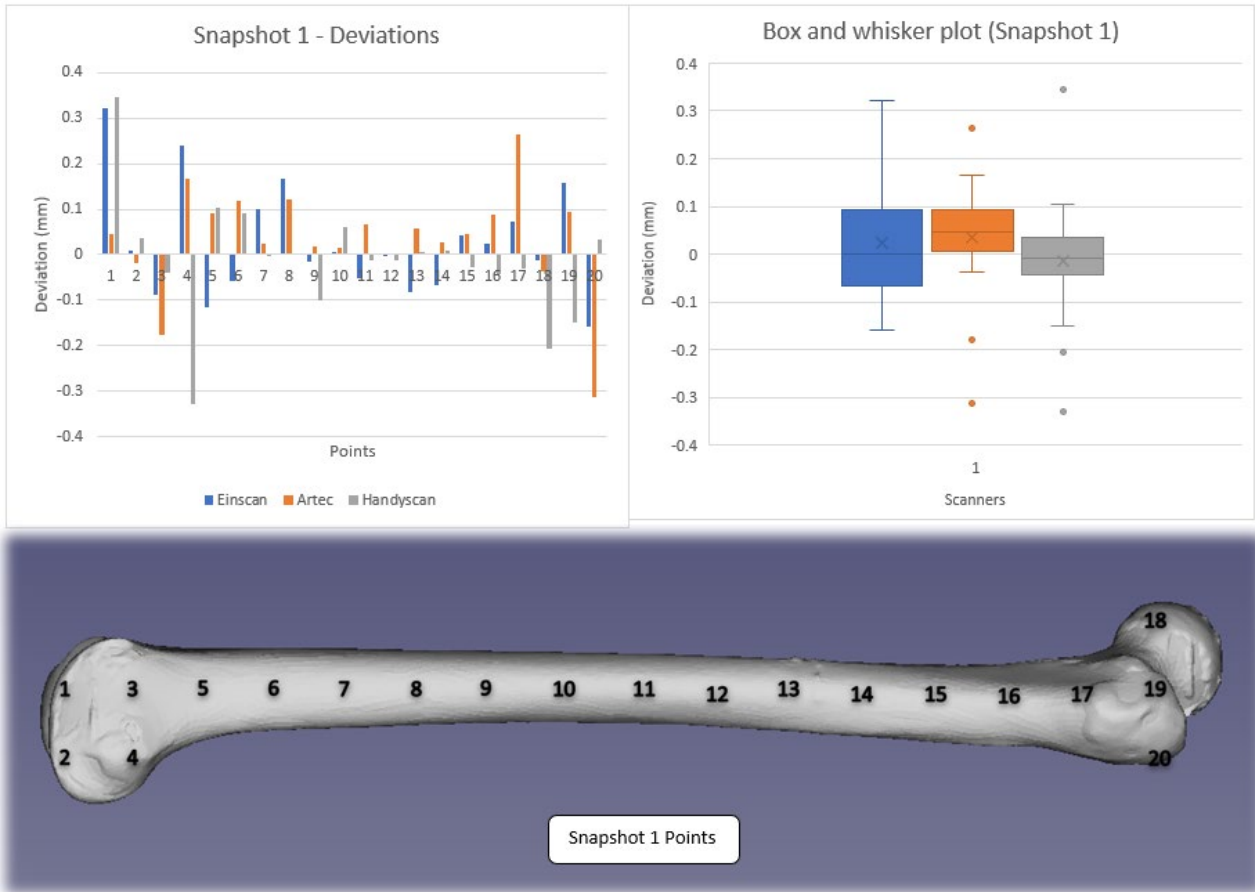 Snapshot 1 - Deviations
0.4
0.3
0.2
0.1
0
-0.1
-0.2
-0.3
-0.4
Deviation (mm)
1 2 3 4 5 6 7 8 9 10 11 12 13 14 15 16 17 18 19 20
Points
Einscan Artec Handyscan
Box and whisker plot (Snapshot 1)
0.4
0.3
0.2
0.1
0
-0.1
-0.2
-0.3
-0.4
Deviation (mm)
1
Scanners
18
1 3 5 6 7 8 9 10 11 12 13 14 15 16 17 19
2 4 20
Snapshot 1 Points